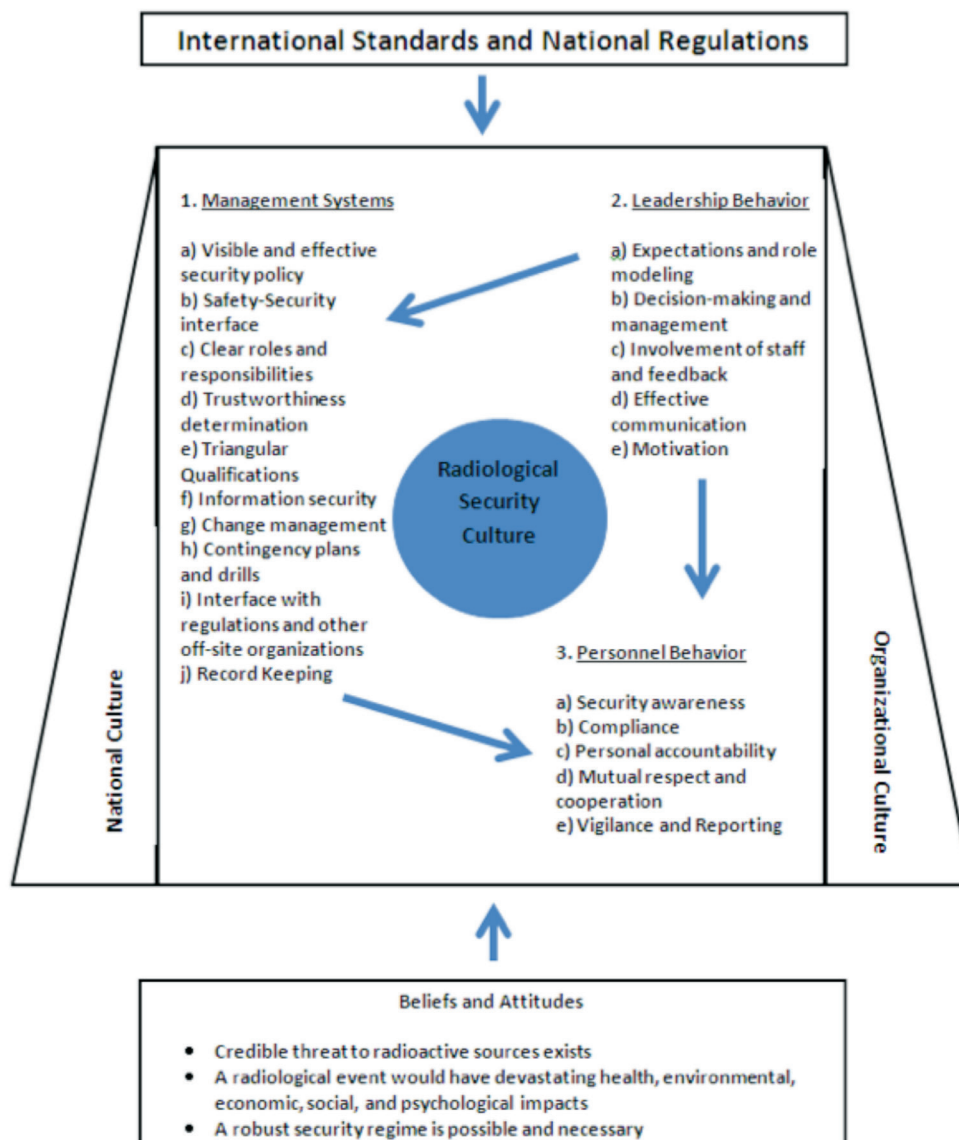 International Standards and National Regulations
1. Management Systems
a) Visible and effective
security policy
b) Safety-Security
interface
c) Clear roles and
responsibilities
d) Trustworthiness
determination
e) Triangular
Qualifications
f) Information security
g) Change management
h) Contingency plans
and drills
i) Interface with
regulations and other
off-site organizations
j) Record Keeping
2. Leadership Behavior
a) Expectations and role
modeling
b) Decision-making and
management
c) Involvement of staff
and feedback
d) Effective
communication
e) Motivation
Radiological
Security
Culture
3. Personnel Behavior
a) Security awareness
b) Compliance
c) Personal accountability
d) Mutual respect and
cooperation
e) Vigilance and Reporting
National Culture
Organizational Culture
Beliefs and Attitudes
• Credible threat to radioactive sources exists
• A radiological event would have devastating health, environmental,
economic, social, and psychological impacts
• A robust security regime is possible and necessary